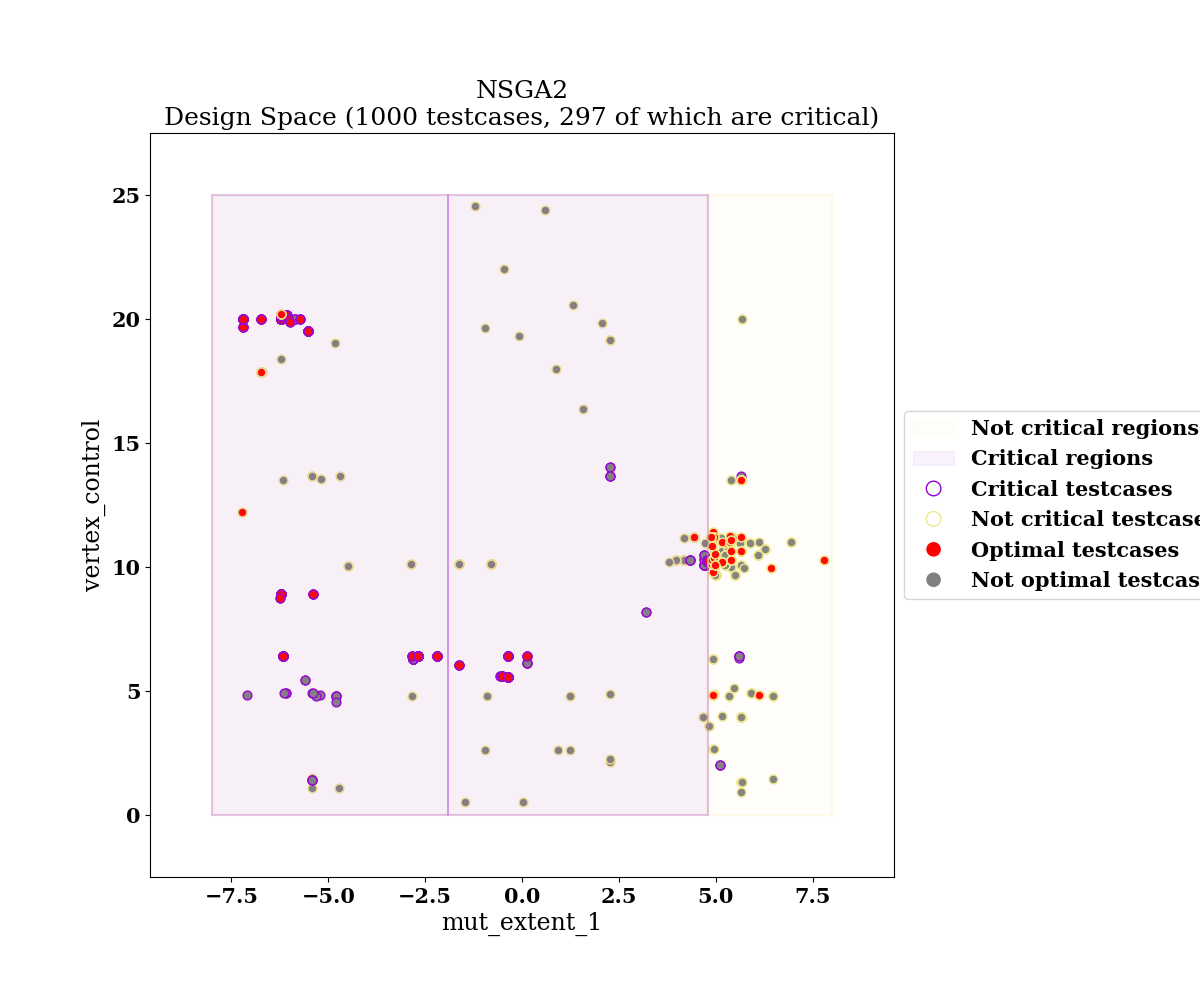 NSGA2
Design Space (1000 testcases, 297 of which are critical)
25
20
15
10
5
0
vertex_control
−7.5 −5.0 −2.5 0.0 2.5 5.0 7.5
mut_extent_1
Not critical regions
Critical regions
Critical testcases
Not critical testcase
Optimal testcases
Not optimal testcas